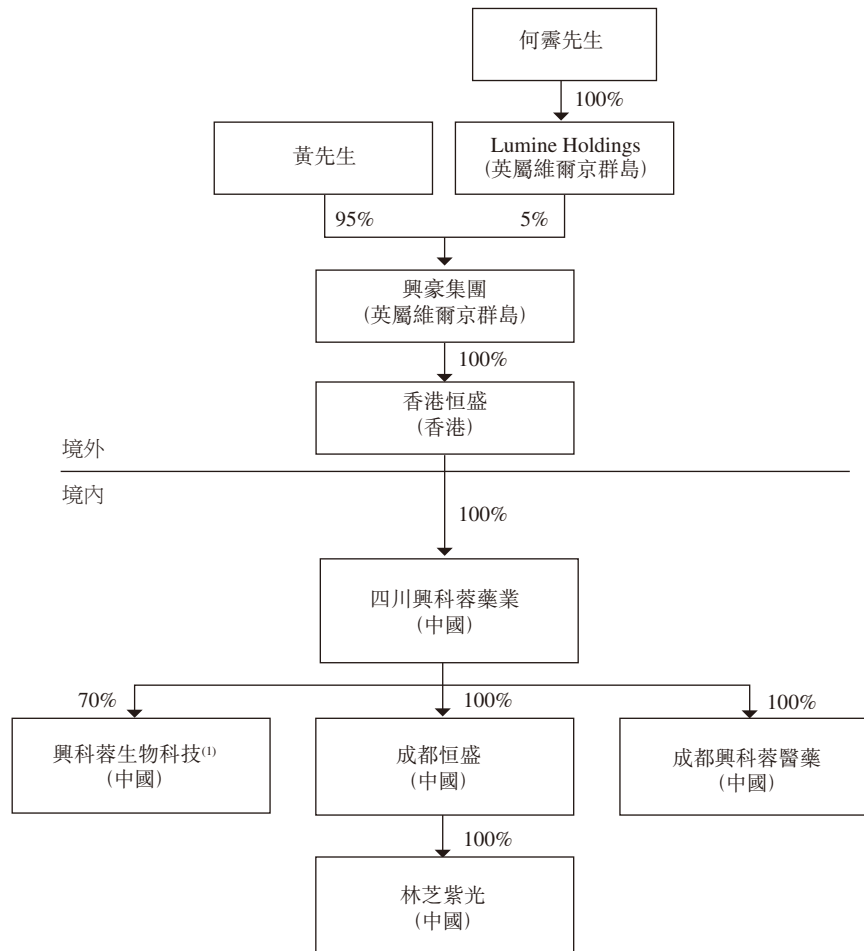 何霽先生
100%
黃先生
Lumine Holdings
(英屬維爾京群島)
95%
5%
興豪集團
(英屬維爾京群島)
100%
香港恒盛
(香港)
境外
境內
100%
四川興科蓉藥業
(中國)
70%
100%
100%
興科蓉生物科技(1)
(中國)
成都恒盛
(中國)
成都興科蓉醫藥
(中國)
100%
林芝紫光
(中國)